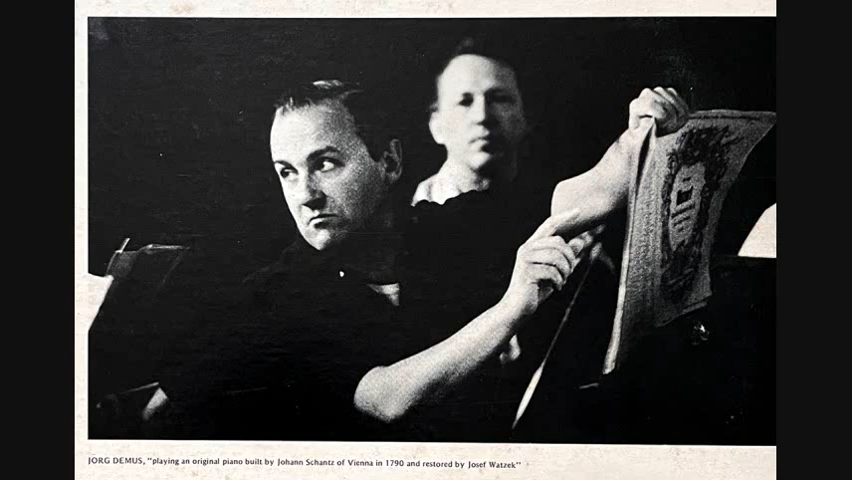 JORG DEMUS, "playing an original piano built by Johann Schantz of Vienna in 1790 and restored by Josef Watzek"